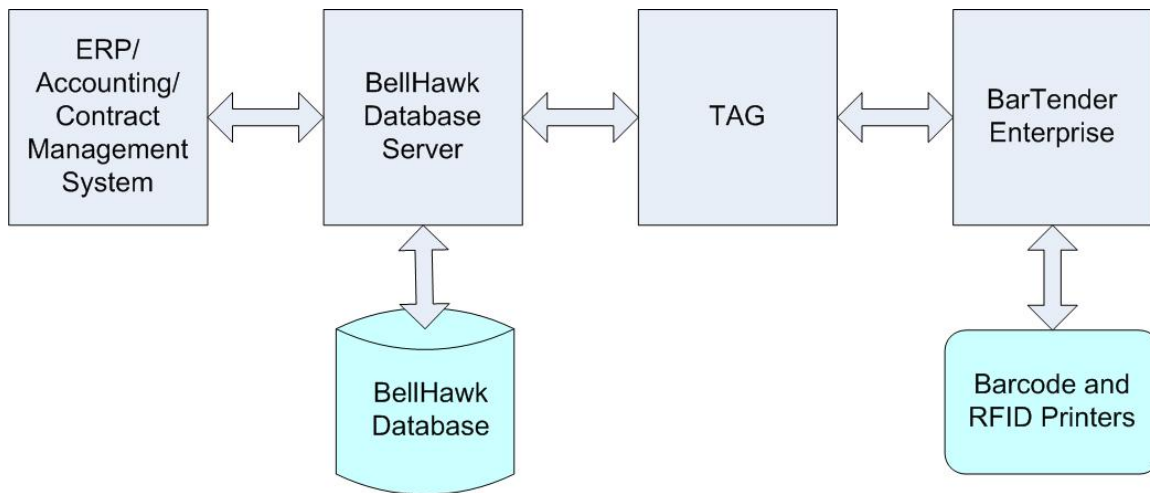 ERP/
Accounting/
Contract
Management
System
BellHawk
Database
Server
TAG
BarTender
Enterprise
BellHawk
Database
Barcode and
RFID Printers